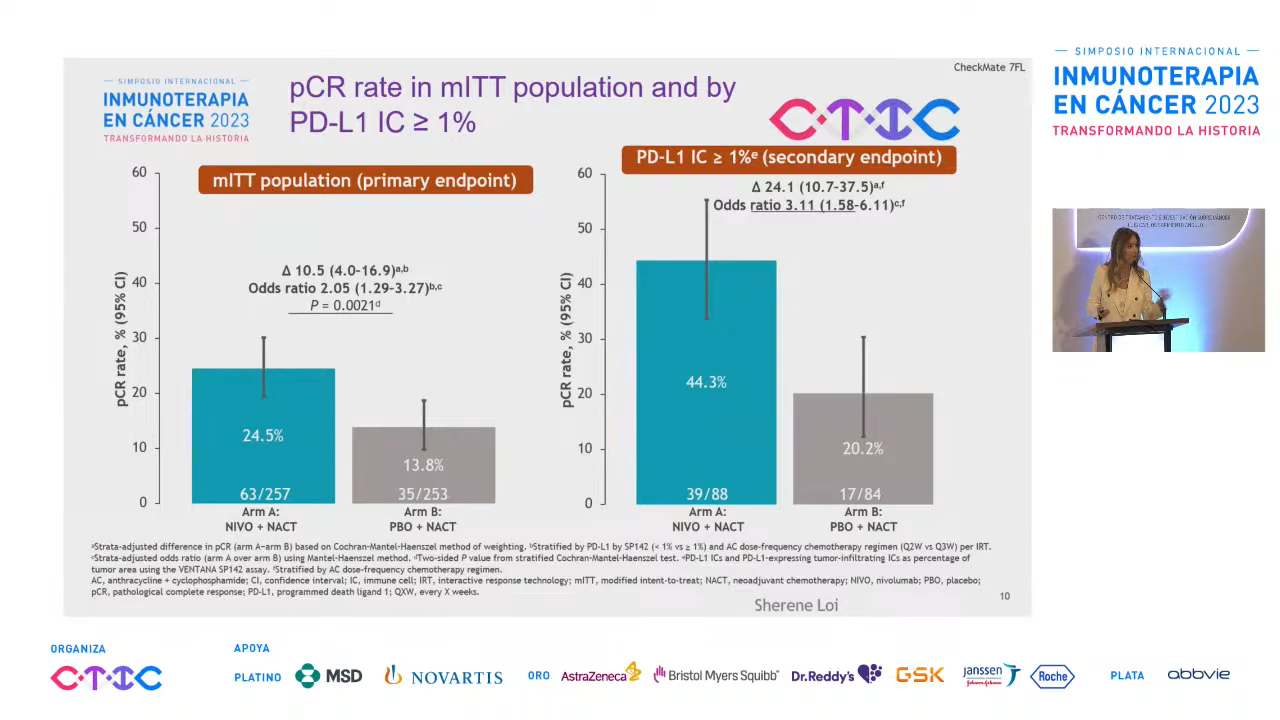 CheckMate 7FL
— SIMPOSIO INTERNACIONAL —
INMUNOTERAPIA
EN CÁNCER 2023
TRANSFORMANDO LA HISTORIA
pCR rate in mITT population and by
PD-L1 IC ≥ 1%
CTIC
mITT population (primary endpoint)
pCR rate, % (95% CI)
60
50
40
30
20
10
0
Δ 10.5 (4.0–16.9)ᵃ,ᵇ
Odds ratio 2.05 (1.29–3.27)ᵇ,ᶜ
P = 0.0021ᵈ
24.5%
63/257
13.8%
35/253
Arm A:
NIVO + NACT
Arm B:
PBO + NACT
PD-L1 IC ≥ 1%ᵉ (secondary endpoint)
pCR rate, % (95% CI)
60
50
40
30
20
10
0
Δ 24.1 (10.7–37.5)ᵃ,ᶠ
Odds ratio 3.11 (1.58–6.11)ᶜ,ᶠ
44.3%
39/88
20.2%
17/84
Arm A:
NIVO + NACT
Arm B:
PBO + NACT
ᵃStrata-adjusted difference in pCR (arm A−arm B) based on Cochran-Mantel-Haenszel method of weighting. ᵇStratified by PD-L1 by SP142 (< 1% vs ≥ 1%) and AC dose-frequency chemotherapy regimen (Q2W vs Q3W) per IRT.
ᶜStrata-adjusted odds ratio (arm A over arm B) using Mantel-Haenszel method. ᵈTwo-sided P value from stratified Cochran-Mantel-Haenszel test. ᵉPD-L1 ICs and PD-L1-expressing tumor-infiltrating ICs as percentage of
tumor area using the VENTANA SP142 assay. ᶠStratified by AC dose-frequency chemotherapy regimen.
AC, anthracycline + cyclophosphamide; CI, confidence interval; IC, immune cell; IRT, interactive response technology; mITT, modified intent-to-treat; NACT, neoadjuvant chemotherapy; NIVO, nivolumab; PBO, placebo;
pCR, pathological complete response; PD-L1, programmed death ligand 1; QXW, every X weeks.
10
Sherene Loi
— SIMPOSIO INTERNACIONAL —
INMUNOTERAPIA
EN CÁNCER 2023
TRANSFORMANDO LA HISTORIA
CENTRO DE TRATAMIENTO E INVESTIGACIÓN SOBRE CÁNCER
LUIS CARLOS SARMIENTO ANGULO
ORGANIZA
CTIC
APOYA
PLATINO
MSD
NOVARTIS
ORO
AstraZeneca
Bristol Myers Squibb™
Dr.Reddy's
GSK
Janssen
Johnson&Johnson
Roche
PLATA
abbvie